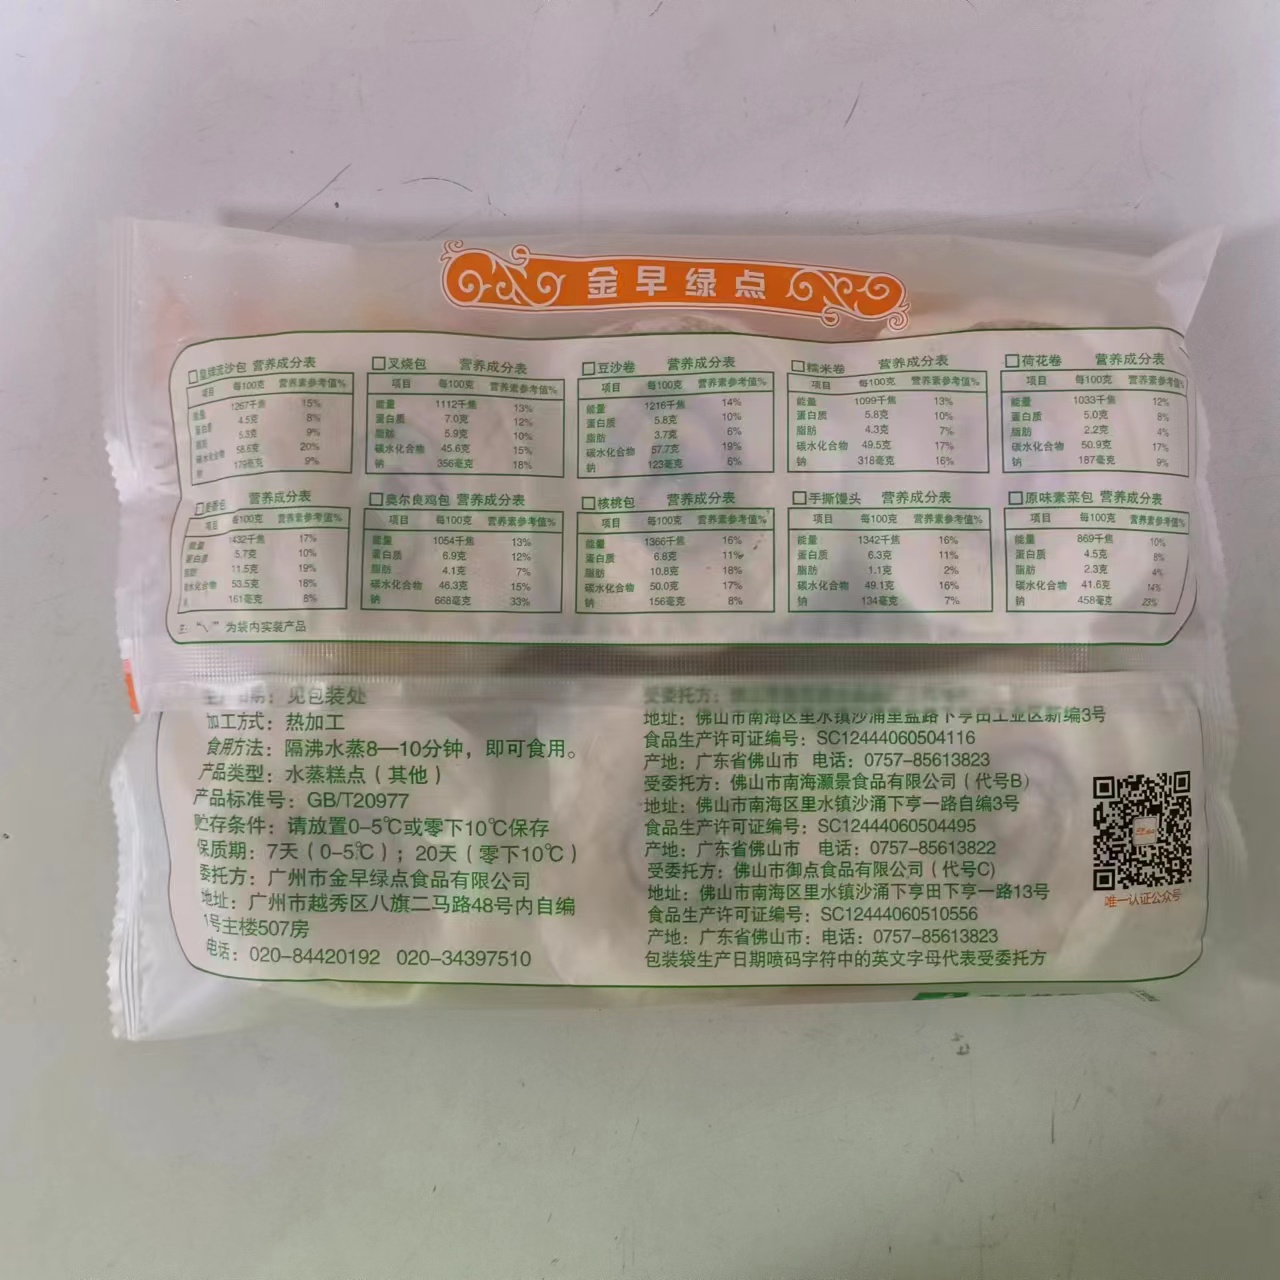 金早绿点
流沙包 营养成分表
项目 每100克 营养素参考值%
能量 1267千焦 15%
蛋白质 4.5克 8%
脂肪 5.3克 9%
碳水化合物 58.6克 20%
钠 179毫克 9%
叉烧包 营养成分表
项目 每100克 营养素参考值%
能量 1112千焦 13%
蛋白质 7.0克 12%
脂肪 5.9克 10%
碳水化合物 45.6克 15%
钠 356毫克 18%
豆沙卷 营养成分表
项目 每100克 营养素参考值%
能量 1216千焦 14%
蛋白质 5.8克 10%
脂肪 3.7克 6%
碳水化合物 57.7克 19%
钠 123毫克 6%
糯米卷 营养成分表
项目 每100克 营养素参考值%
能量 1099千焦 13%
蛋白质 5.8克 10%
脂肪 4.3克 7%
碳水化合物 49.5克 17%
钠 318毫克 16%
荷花卷 营养成分表
项目 每100克 营养素参考值%
能量 1033千焦 12%
蛋白质 5.0克 8%
脂肪 2.2克 4%
碳水化合物 50.9克 17%
钠 187毫克 9%
麦香包 营养成分表
项目 每100克 营养素参考值%
能量 1432千焦 17%
蛋白质 5.7克 10%
脂肪 11.5克 19%
碳水化合物 53.5克 18%
161毫克 8%
奥尔良鸡包 营养成分表
项目 每100克 营养素参考值%
能量 1054千焦 13%
蛋白质 6.9克 12%
脂肪 4.1克 7%
碳水化合物 46.3克 15%
钠 668毫克 33%
核桃包 营养成分表
项目 每100克 营养素参考值%
能量 1366千焦 16%
蛋白质 6.8克 11%
脂肪 10.8克 18%
碳水化合物 50.0克 17%
钠 156毫克 8%
手撕馒头 营养成分表
项目 每100克 营养素参考值%
能量 1342千焦 16%
蛋白质 6.3克 11%
脂肪 1.1克 2%
碳水化合物 49.1克 16%
钠 134毫克 7%
原味素菜包 营养成分表
项目 每100克 营养素参考值%
能量 869千焦 10%
蛋白质 4.5克 8%
脂肪 2.3克 4%
碳水化合物 41.6克 14%
钠 458毫克 23%
注：“√”为袋内实装产品
生产日期：见包装处
加工方式：热加工
食用方法：隔沸水蒸8—10分钟，即可食用。
产品类型：水蒸糕点（其他）
产品标准号：GB/T20977
贮存条件：请放置0-5℃或零下10℃保存
保质期：7天（0-5℃）；20天（零下10℃）
委托方：广州市金早绿点食品有限公司
地址：广州市越秀区八旗二马路48号内自编
1号主楼507房
电话：020-84420192 020-34397510
受委托方：
地址：佛山市南海区里水镇沙涌里盐路下亨田工业区新编3号
食品生产许可证编号：SC12444060504116
产地：广东省佛山市 电话：0757-85613823
受委托方：佛山市南海灏景食品有限公司（代号B）
地址：佛山市南海区里水镇沙涌下亨一路自编3号
食品生产许可证编号：SC12444060504495
产地：广东省佛山市 电话：0757-85613822
受委托方：佛山市御点食品有限公司（代号C）
地址：佛山市南海区里水镇沙涌下亨田下亨一路13号
食品生产许可证编号：SC12444060510556
产地：广东省佛山市：电话：0757-85613823
包装袋生产日期喷码字符中的英文字母代表受委托方
唯一认证公众号